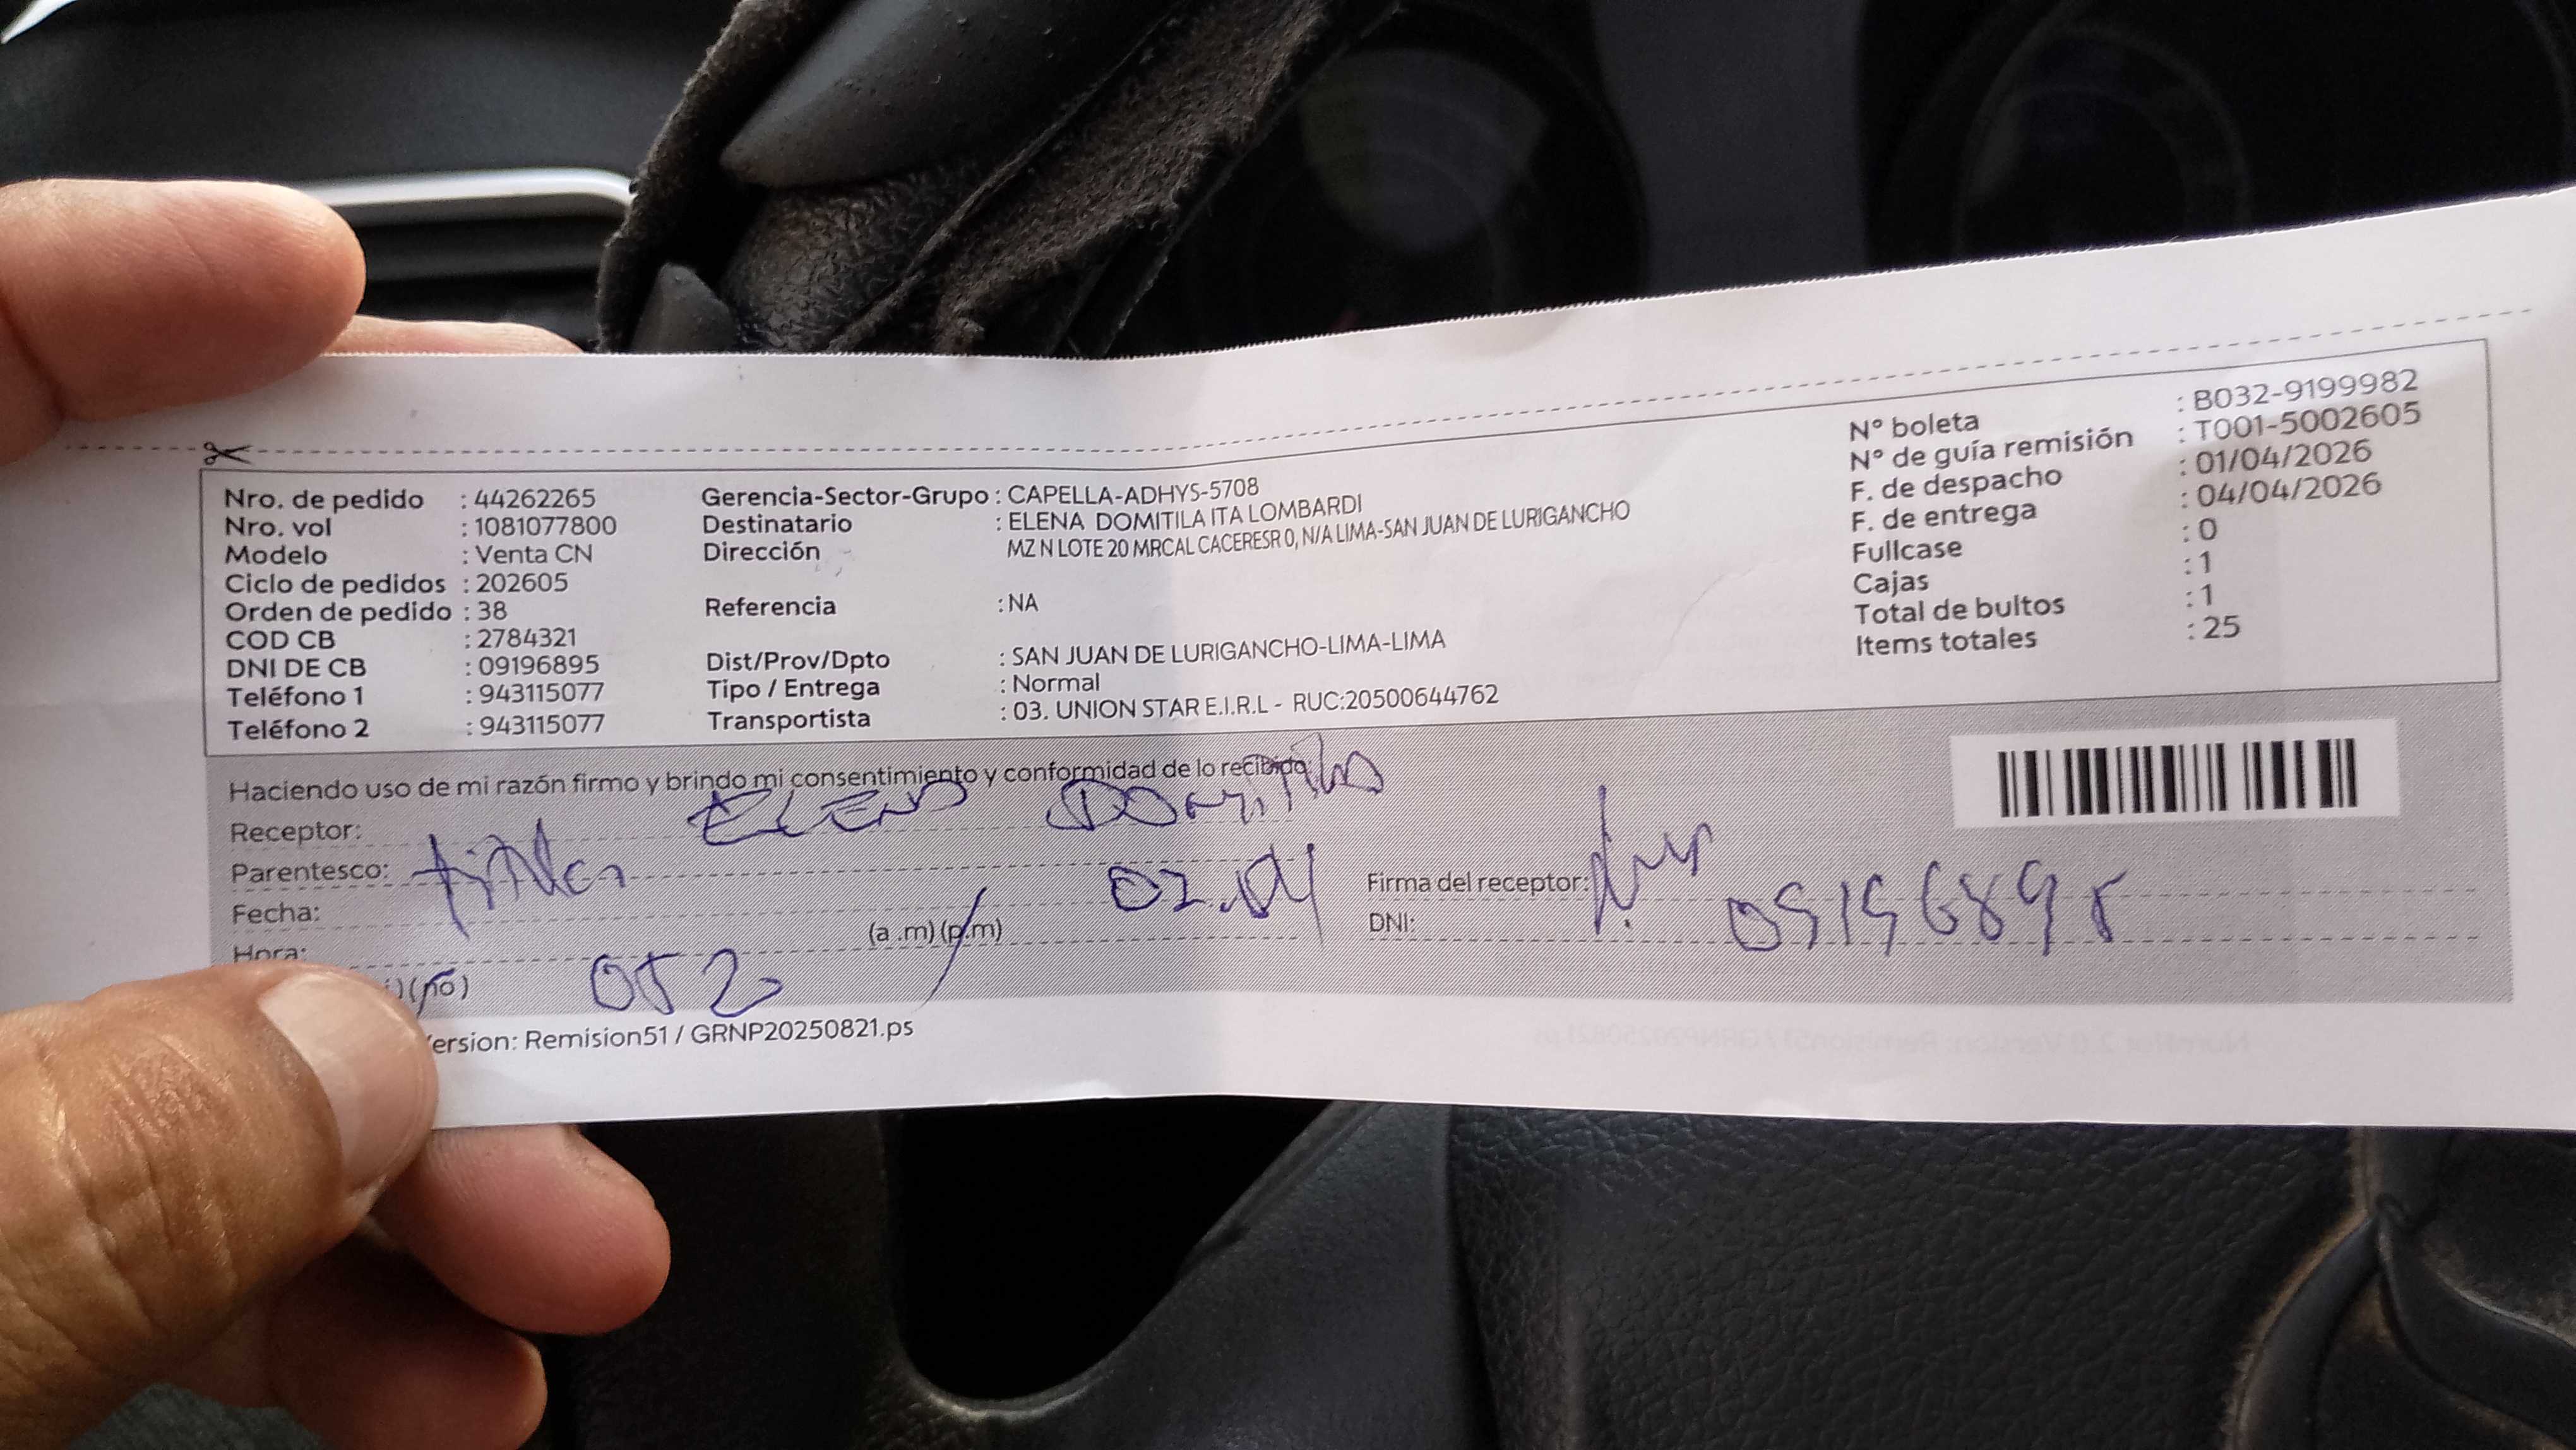 Nro. de pedido : 44262265
Nro. vol : 1081077800
Modelo : Venta CN
Ciclo de pedidos : 202605
Orden de pedido : 38
COD CB : 2784321
DNI DE CB : 09196895
Teléfono 1 : 943115077
Teléfono 2 : 943115077
Gerencia-Sector-Grupo : CAPELLA-ADHYS-5708
Destinatario : ELENA DOMITILA ITA LOMBARDI
Dirección MZ N LOTE 20 MRCAL CACERESR 0, N/A LIMA-SAN JUAN DE LURIGANCHO
Referencia : NA
Dist/Prov/Dpto : SAN JUAN DE LURIGANCHO-LIMA-LIMA
Tipo / Entrega : Normal
Transportista : 03. UNION STAR E.I.R.L - RUC:20500644762
N° boleta : B032-9199982
N° de guía remisión : T001-5002605
F. de despacho : 01/04/2026
F. de entrega : 04/04/2026
Fullcase : 0
Cajas : 1
Total de bultos : 1
Items totales : 25
Haciendo uso de mi razón firmo y brindo mi consentimiento y conformidad de lo recibido
Receptor: ELENA DOMITILA
Parentesco:
Fecha: 02.04
Hora: 052 (a .m) (p.m)
) (no)
Firma del receptor:
DNI: 09196895
ersion: Remision51 / GRNP20250821.ps